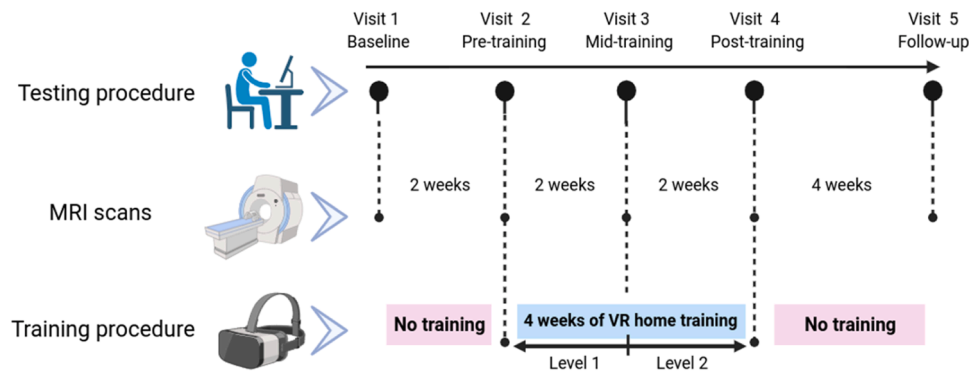 Visit 1
Baseline
Visit 2
Pre-training
Visit 3
Mid-training
Visit 4
Post-training
Visit 5
Follow-up
Testing procedure
2 weeks
2 weeks
2 weeks
4 weeks
MRI scans
Training procedure
No training
4 weeks of VR home training
No training
Level 1
Level 2